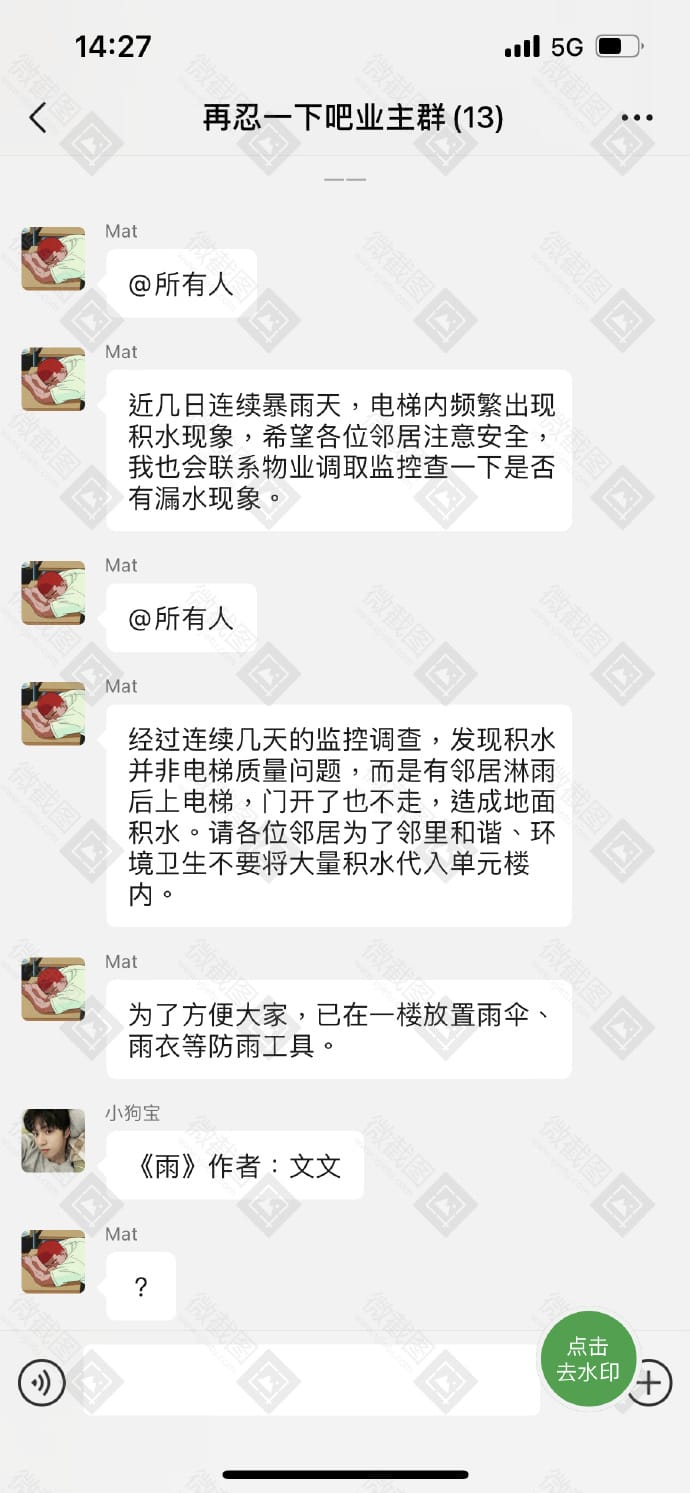 14:27
5G
再忍一下吧业主群(13)
Mat
@所有人
Mat
近几日连续暴雨天，电梯内频繁出现
积水现象，希望各位邻居注意安全，
我也会联系物业调取监控查一下是否
有漏水现象。
Mat
@所有人
Mat
经过连续几天的监控调查，发现积水
并非电梯质量问题，而是有邻居淋雨
后上电梯，门开了也不走，造成地面
积水。请各位邻居为了邻里和谐、环
境卫生不要将大量积水代入单元楼
内。
Mat
为了方便大家，已在一楼放置雨伞、
雨衣等防雨工具。
小狗宝
《雨》作者：文文
Mat
?
点击
去水印
微截图